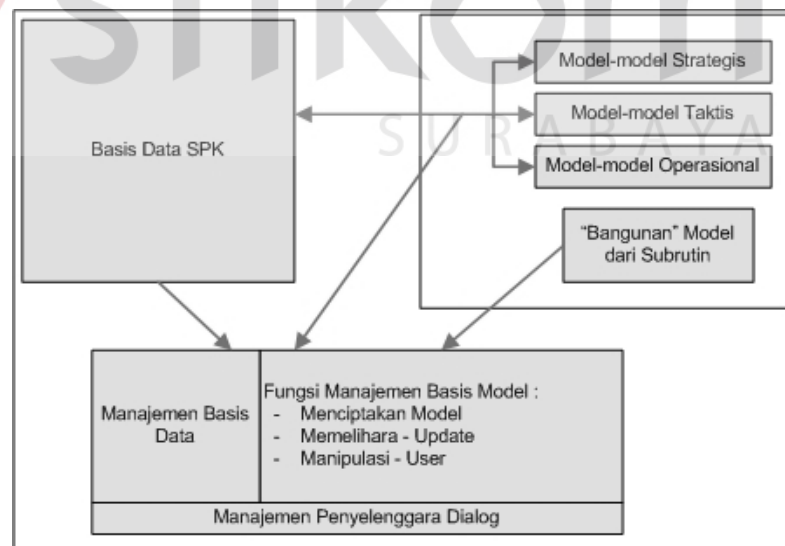 stikom
SURABAYA
Basis Data SPK
Model-model Strategis
Model-model Taktis
Model-model Operasional
“Bangunan” Model
dari Subrutin
Manajemen Basis
Data
Fungsi Manajemen Basis Model :
- Menciptakan Model
- Memelihara - Update
- Manipulasi - User
Manajemen Penyelenggara Dialog